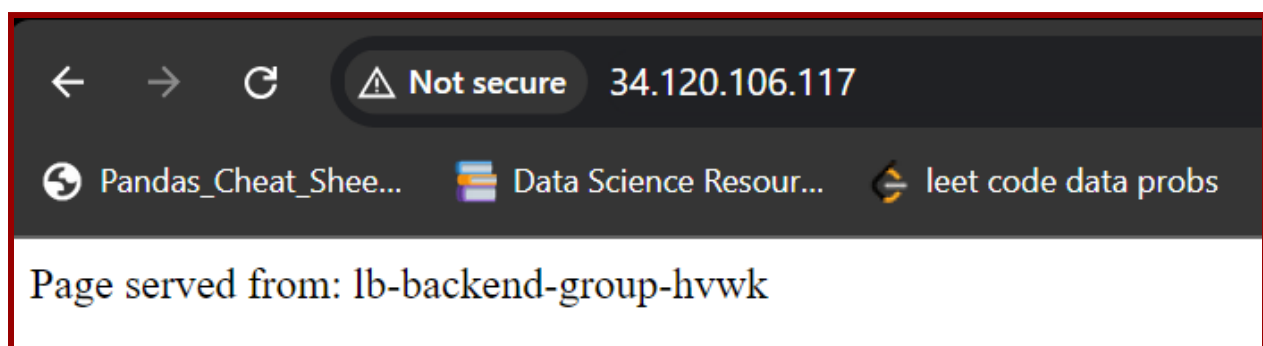 Not secure 34.120.106.117
Pandas_Cheat_Shee... Data Science Resour... leet code data probs
Page served from: lb-backend-group-hvwk